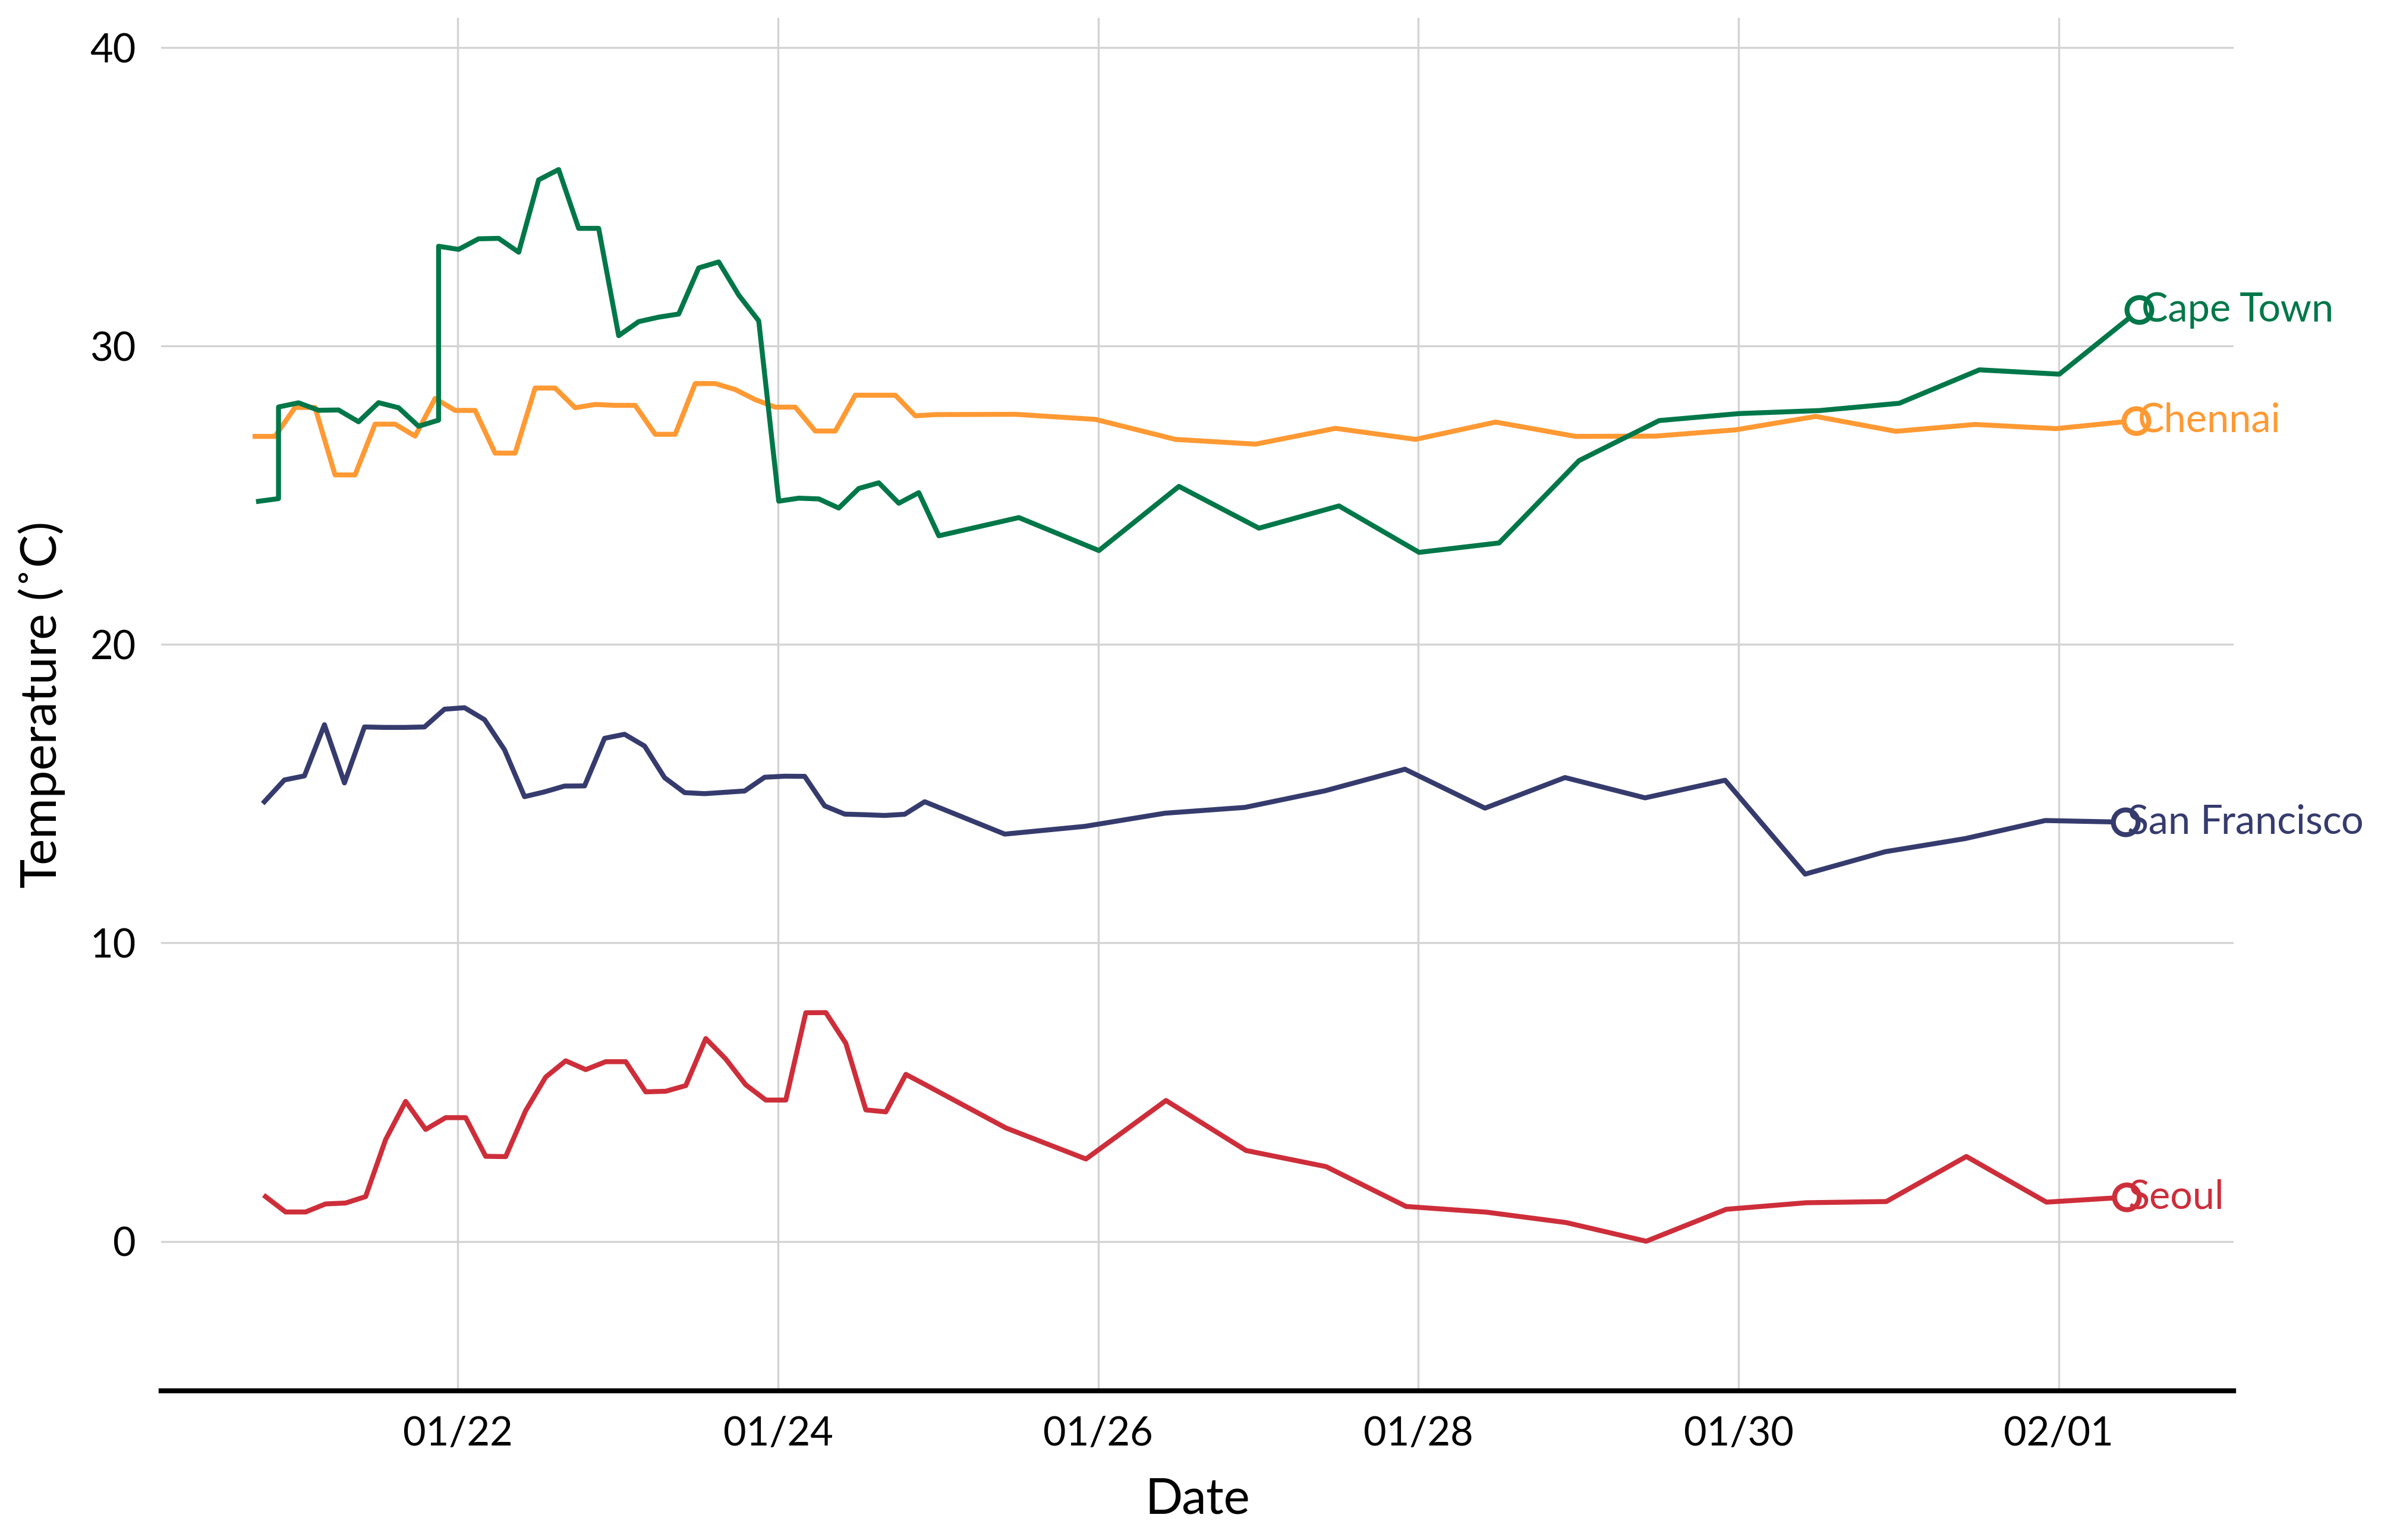 40
30
20
10
0
Temperature (˚C)
Cape Town
Chennai
San Francisco
Seoul
01/22 01/24 01/26 01/28 01/30 02/01
Date